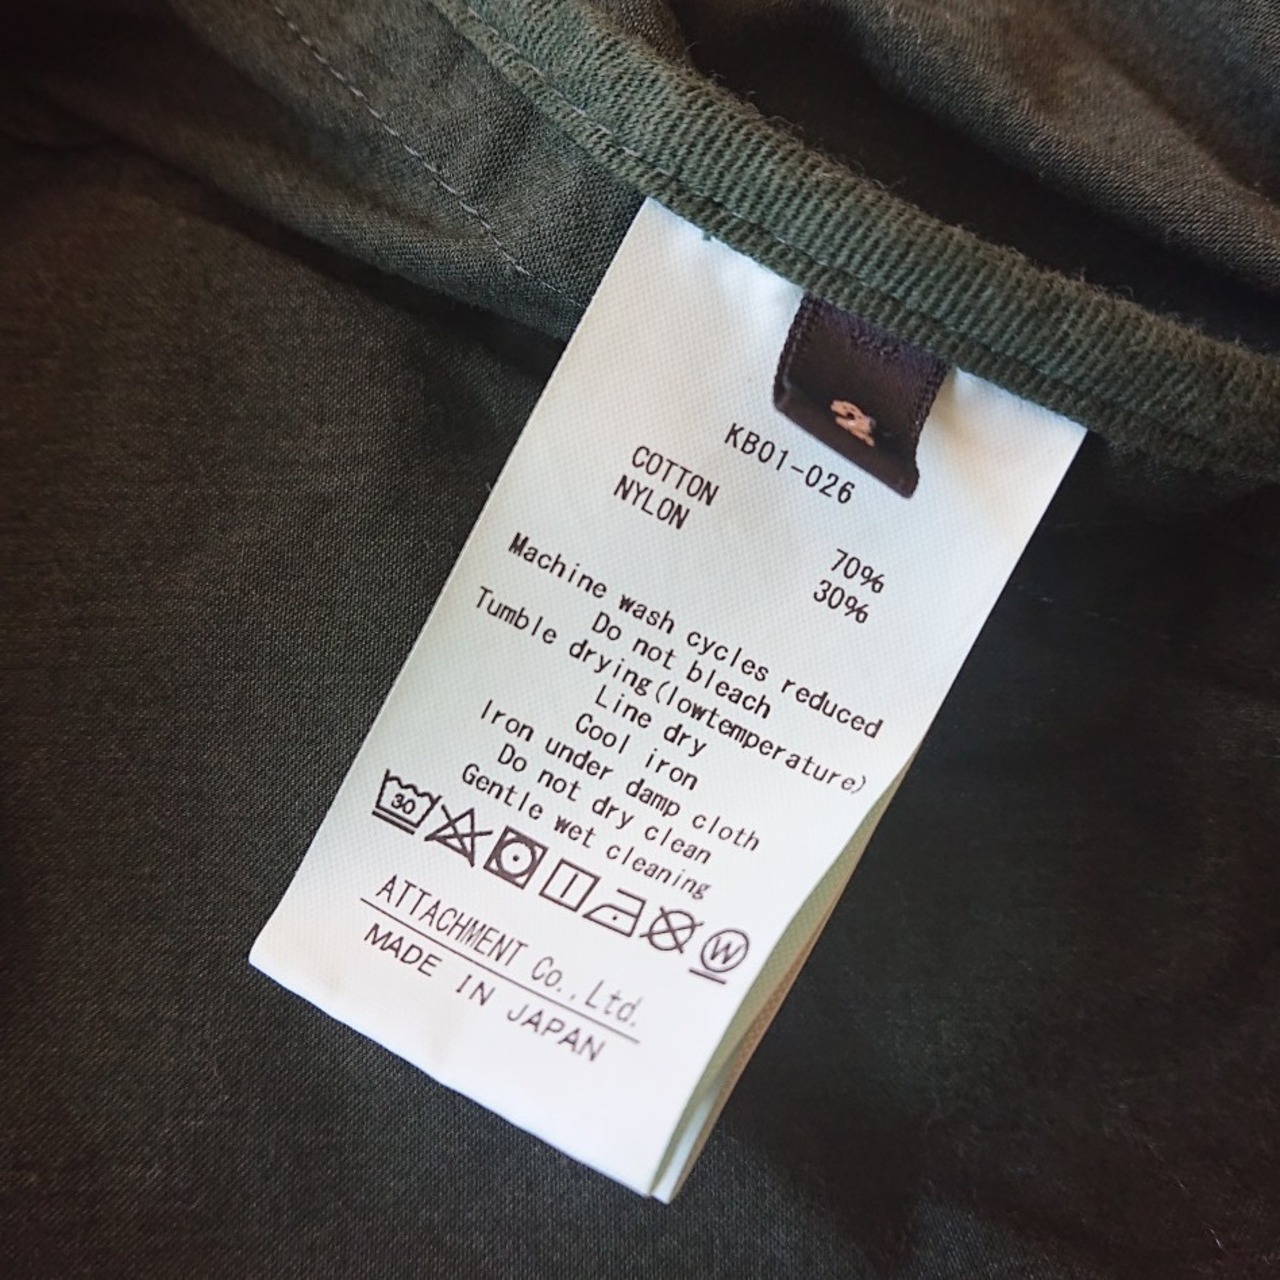 2
KB01-026
COTTON 70%
NYLON 30%
Machine wash cycles reduced
Do not bleach
Tumble drying(lowtemperature)
Line dry
Cool iron
Iron under damp cloth
Do not dry clean
Gentle wet cleaning
30 W
ATTACHMENT Co.,Ltd.
MADE IN JAPAN